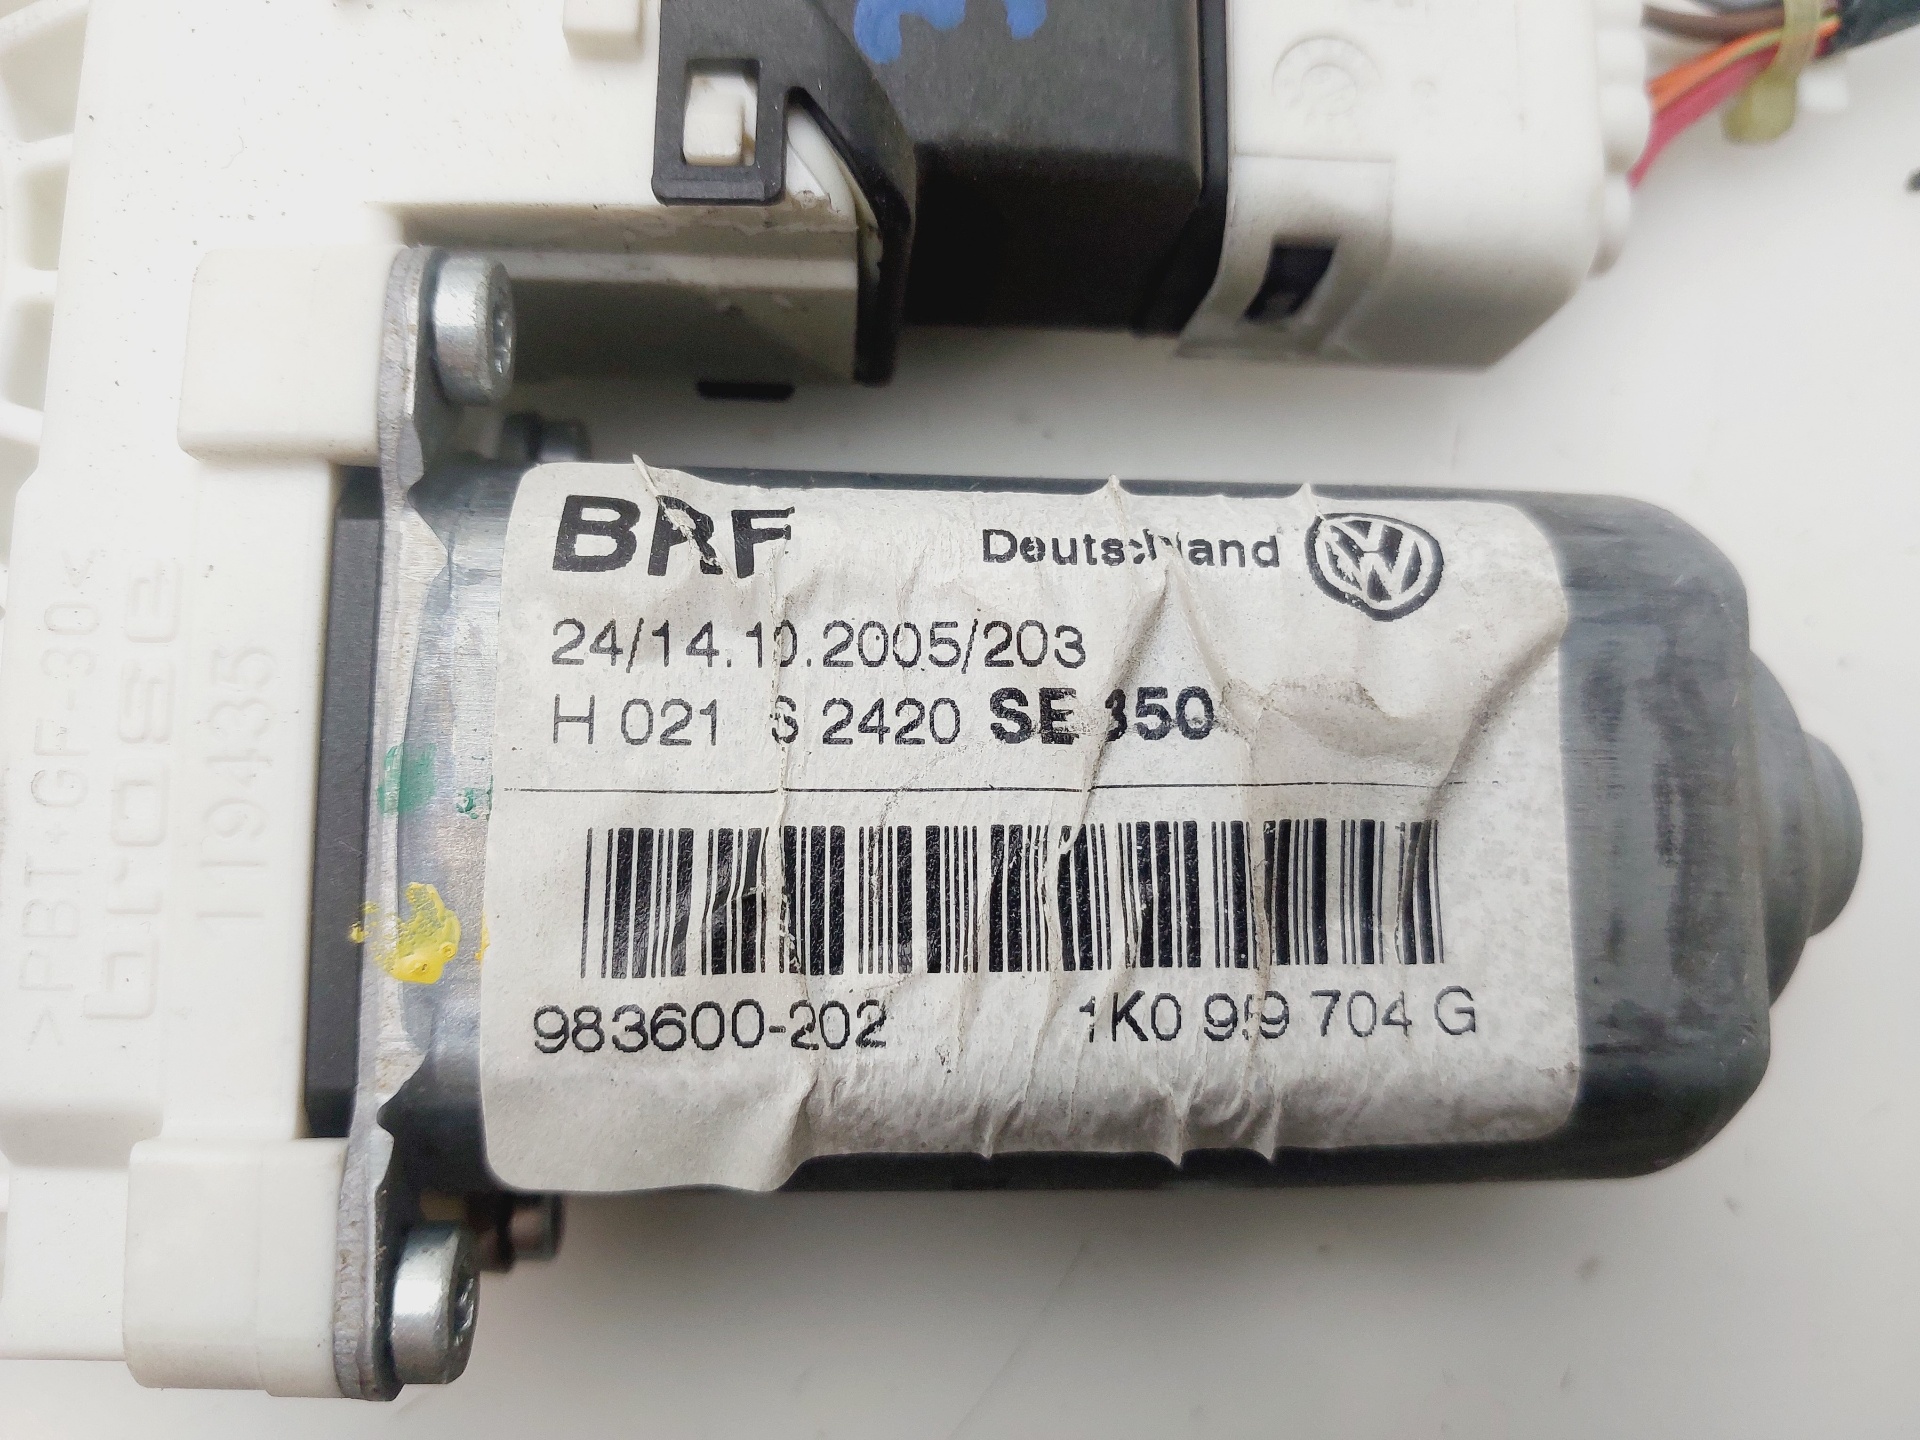 BRF Deutschland
24/14.10.2005/203
H 021 S 2420 SE 350
983600-202 1K0 959 704 G
>PBT+GF-30<
brose
119435